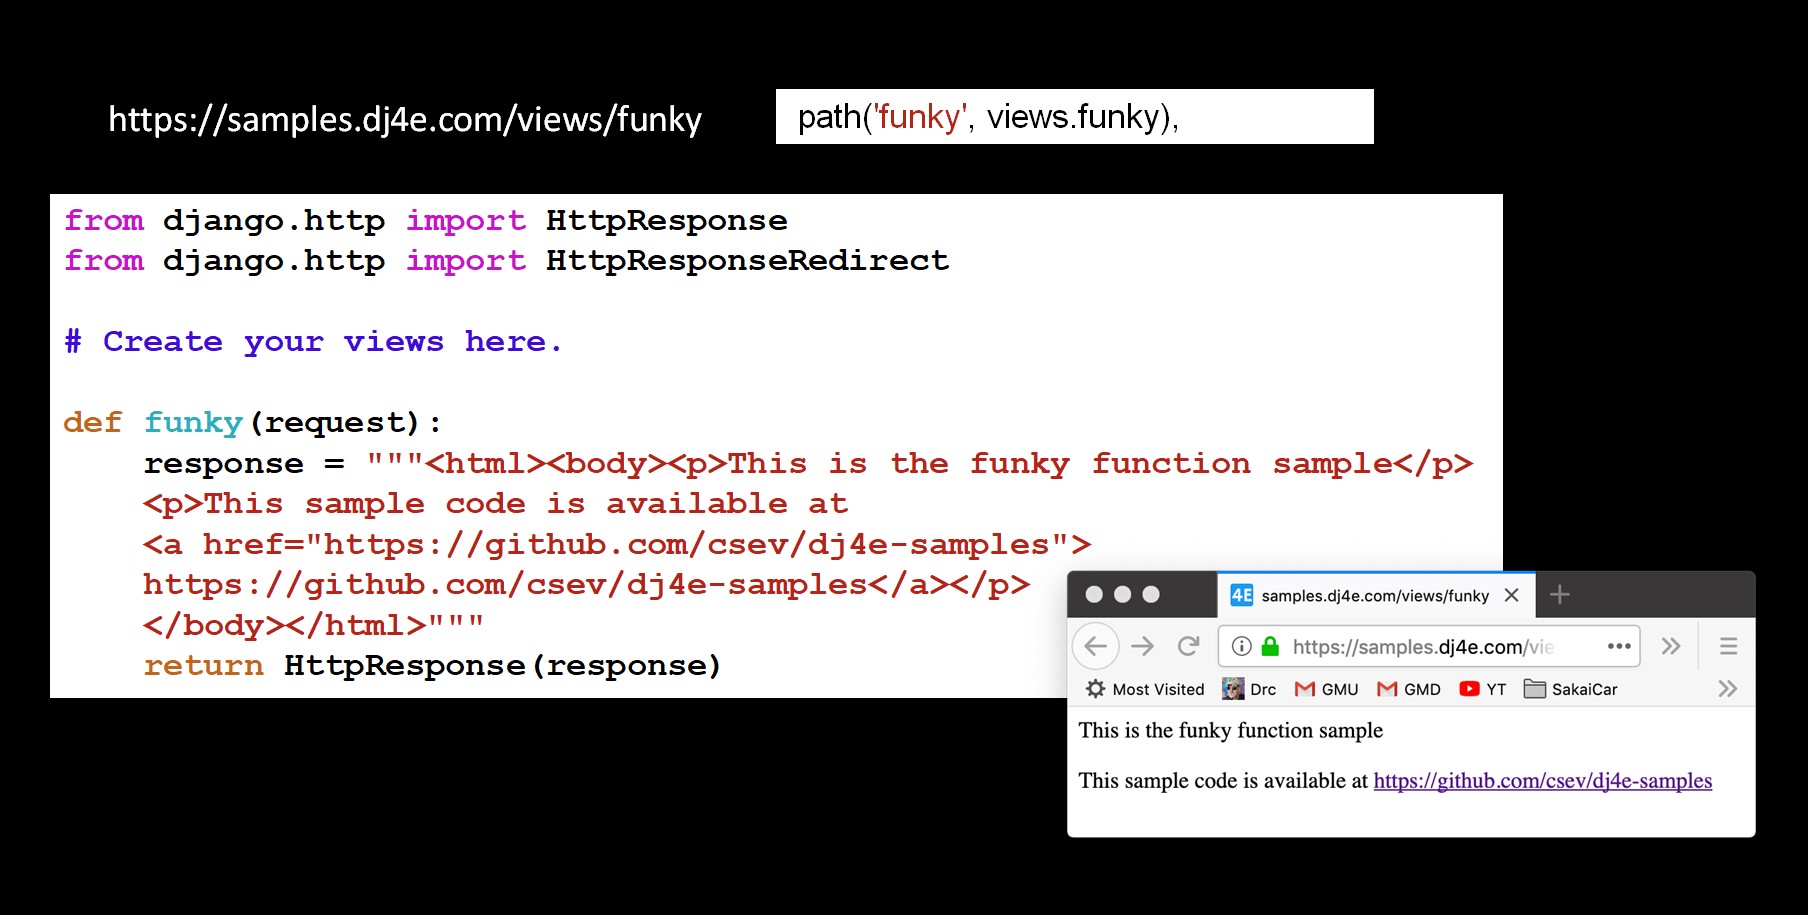 https://samples.dj4e.com/views/funky
path('funky', views.funky),
from django.http import HttpResponse
from django.http import HttpResponseRedirect
# Create your views here.
def funky(request):
    response = """<html><body><p>This is the funky function sample</p>
    <p>This sample code is available at
    <a href="https://github.com/csev/dj4e-samples">
    https://github.com/csev/dj4e-samples</a></p>
    </body></html>"""
    return HttpResponse(response)
4E samples.dj4e.com/views/funky
https://samples.dj4e.com/vie
Most Visited Drc GMU GMD YT SakaiCar
This is the funky function sample
This sample code is available at https://github.com/csev/dj4e-samples